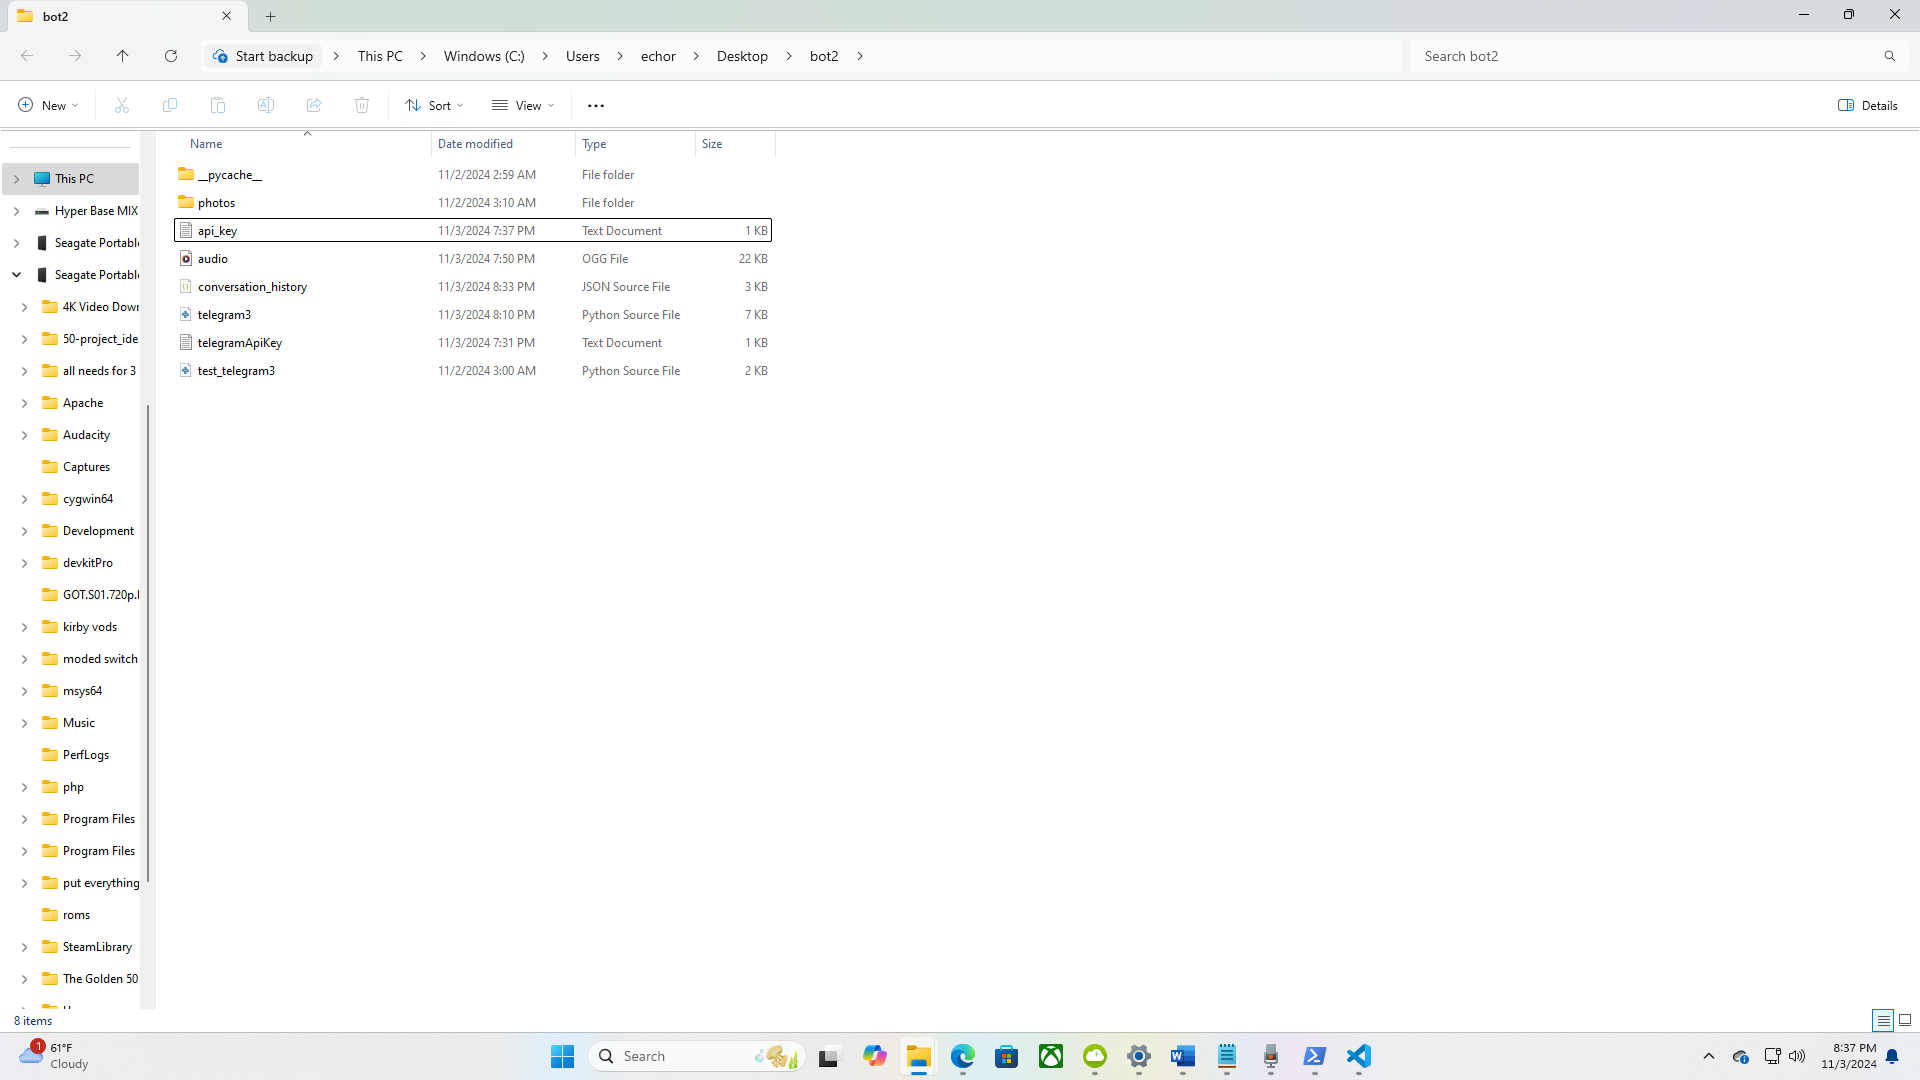 bot2
Start backup
This PC
Windows (C:)
Users
echor
Desktop
bot2
Search bot2
New
Sort
View
Details
Name
Date modified
Type
Size
__pycache__ 11/2/2024 2:59 AM File folder
photos 11/2/2024 3:10 AM File folder
api_key 11/3/2024 7:37 PM Text Document 1 KB
audio 11/3/2024 7:50 PM OGG File 22 KB
conversation_history 11/3/2024 8:33 PM JSON Source File 3 KB
telegram3 11/3/2024 8:10 PM Python Source File 7 KB
telegramApiKey 11/3/2024 7:31 PM Text Document 1 KB
test_telegram3 11/2/2024 3:00 AM Python Source File 2 KB
This PC
Hyper Base MIX
Seagate Portable
Seagate Portable
4K Video Down
50-project_ide
all needs for 3
Apache
Audacity
Captures
cygwin64
Development
devkitPro
GOT.S01.720p.
kirby vods
moded switch
msys64
Music
PerfLogs
php
Program Files
Program Files
put everything
roms
SteamLibrary
The Golden 50
8 items
1
61°F
Cloudy
Search
8:37 PM
11/3/2024